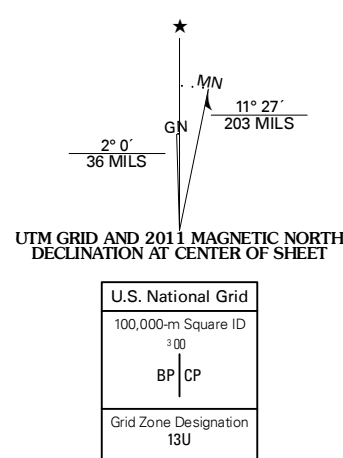 ★
MN
GN
11° 27´
203 MILS
2° 0´
36 MILS
UTM GRID AND 2011 MAGNETIC NORTH
DECLINATION AT CENTER OF SHEET
U.S. National Grid
100,000-m Square ID
³00
BP CP
Grid Zone Designation
13U